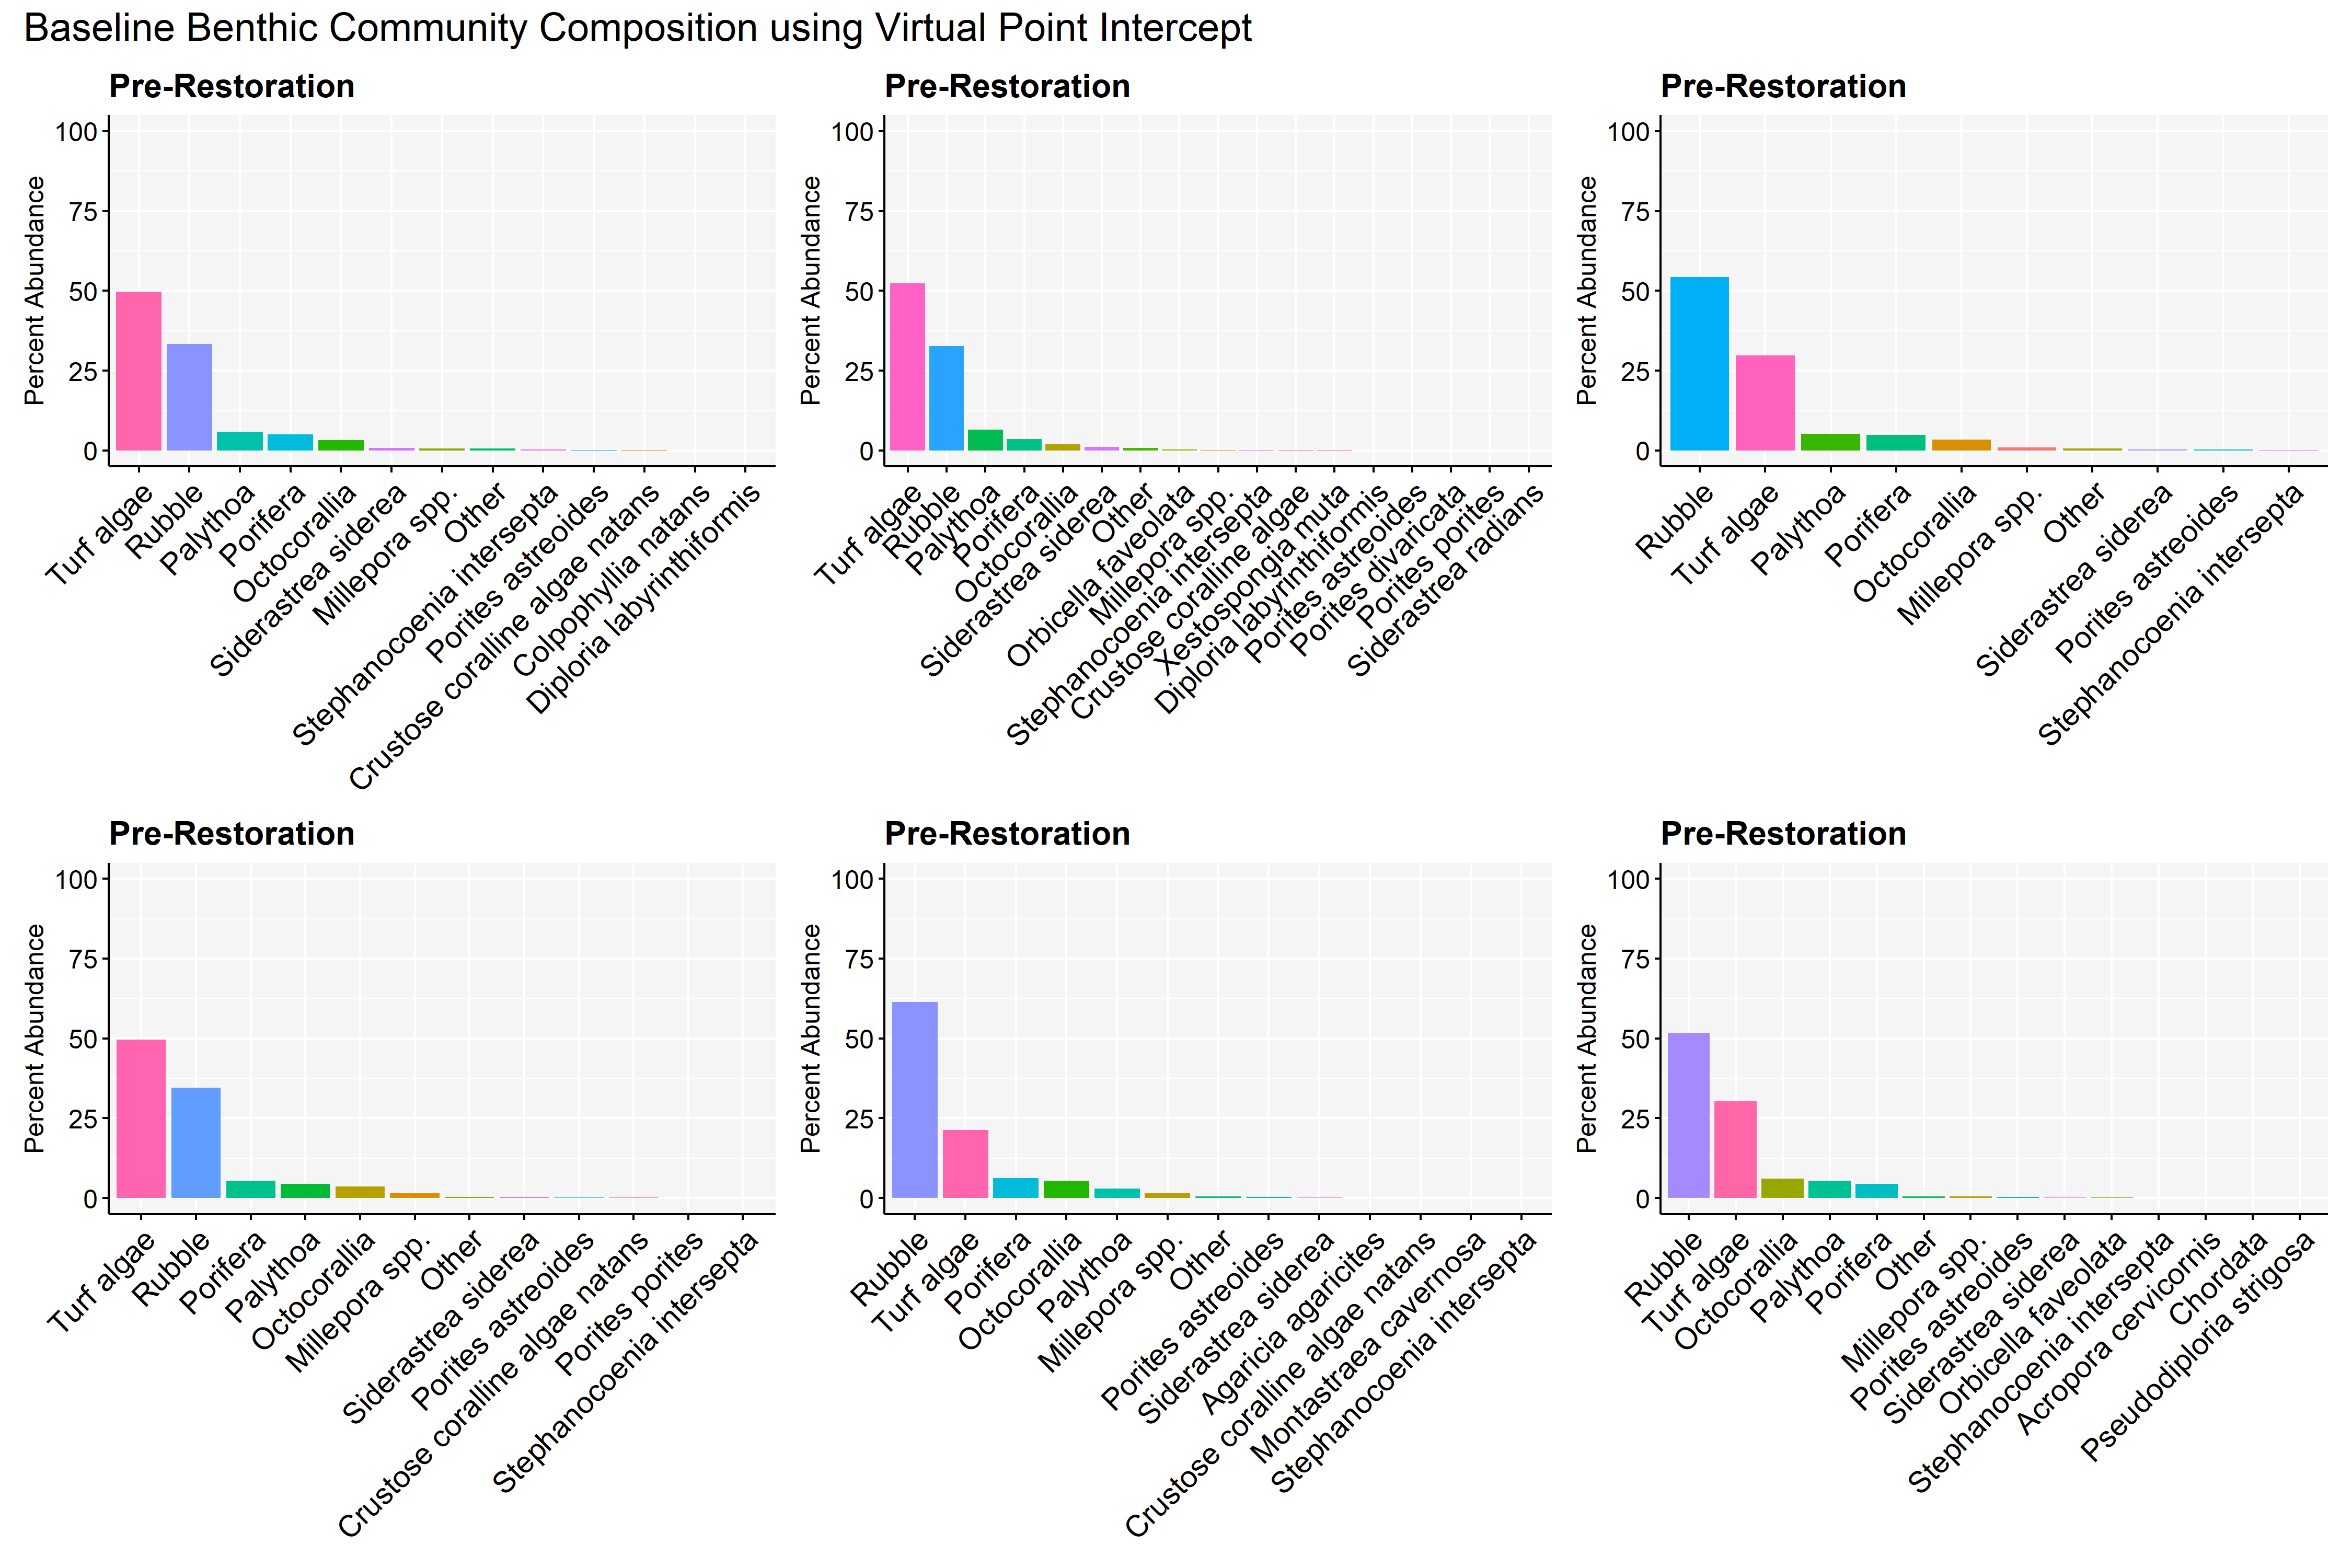 Baseline Benthic Community Composition using Virtual Point Intercept
Pre-Restoration
Percent Abundance
100
75
50
25
0
Turf algae
Rubble
Palythoa
Porifera
Octocorallia
Siderastrea siderea
Millepora spp.
Other
Stephanocoenia intersepta
Porites astreoides
Crustose coralline algae natans
Colpophyllia natans
Diploria labyrinthiformis
Pre-Restoration
Percent Abundance
100
75
50
25
0
Turf algae
Rubble
Palythoa
Porifera
Octocorallia
Siderastrea siderea
Other
Orbicella faveolata
Millepora spp.
Stephanocoenia intersepta
Crustose coralline algae
Xestospongia muta
Diploria labyrinthiformis
Porites astreoides
Porites divaricata
Porites porites
Siderastrea radians
Pre-Restoration
Percent Abundance
100
75
50
25
0
Rubble
Turf algae
Palythoa
Porifera
Octocorallia
Millepora spp.
Other
Siderastrea siderea
Porites astreoides
Stephanocoenia intersepta
Pre-Restoration
Percent Abundance
100
75
50
25
0
Turf algae
Rubble
Porifera
Palythoa
Octocorallia
Millepora spp.
Other
Siderastrea siderea
Porites astreoides
Crustose coralline algae natans
Porites porites
Stephanocoenia intersepta
Pre-Restoration
Percent Abundance
100
75
50
25
0
Rubble
Turf algae
Porifera
Octocorallia
Palythoa
Millepora spp.
Other
Porites astreoides
Siderastrea siderea
Agaricia agaricites
Crustose coralline algae natans
Montastraea cavernosa
Stephanocoenia intersepta
Pre-Restoration
Percent Abundance
100
75
50
25
0
Rubble
Turf algae
Octocorallia
Palythoa
Porifera
Other
Millepora spp.
Porites astreoides
Siderastrea siderea
Orbicella faveolata
Stephanocoenia intersepta
Acropora cervicornis
Chordata
Pseudodiploria strigosa